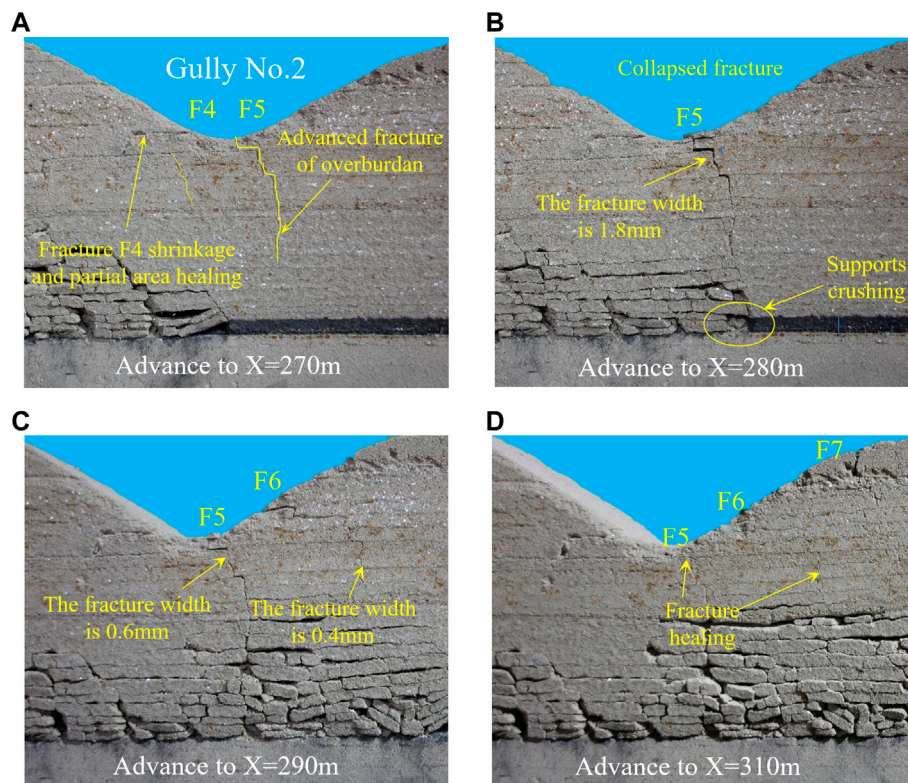 A
Gully No.2
F4 F5
Advanced fracture
of overburdan
Fracture F4 shrinkage
and partial area healing
Advance to X=270m
B
Collapsed fracture
F5
The fracture width
is 1.8mm
Supports
crushing
Advance to X=280m
C
F6
F5
The fracture width
is 0.6mm
The fracture width
is 0.4mm
Advance to X=290m
D
F7
F6
F5
Fracture
healing
Advance to X=310m